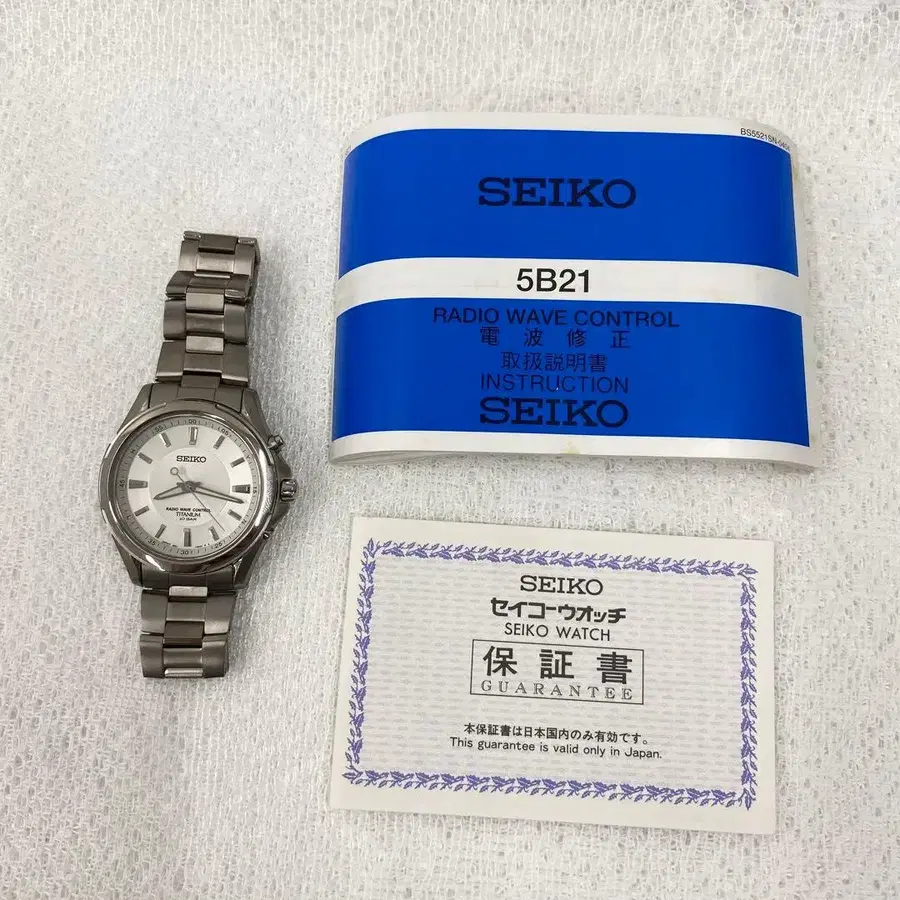 BS5521SN-0404
SEIKO
5B21
RADIO WAVE CONTROL
電波修正
取扱説明書
INSTRUCTION
SEIKO
SEIKO
RADIO WAVE CONTROL
TITANIUM
10 BAR
SEIKO
セイコーウオッチ
SEIKO WATCH
保証書
GUARANTEE
本保証書は日本国内のみ有効です。
This guarantee is valid only in Japan.